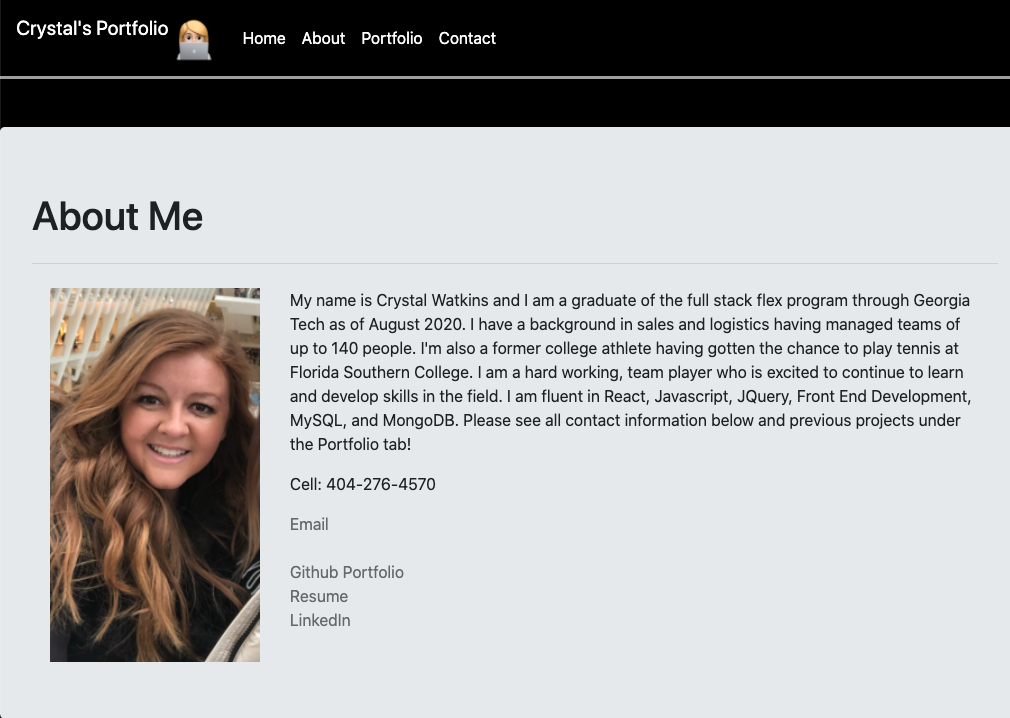 Crystal's Portfolio
Home About Portfolio Contact
About Me
My name is Crystal Watkins and I am a graduate of the full stack flex program through Georgia
Tech as of August 2020. I have a background in sales and logistics having managed teams of
up to 140 people. I'm also a former college athlete having gotten the chance to play tennis at
Florida Southern College. I am a hard working, team player who is excited to continue to learn
and develop skills in the field. I am fluent in React, Javascript, JQuery, Front End Development,
MySQL, and MongoDB. Please see all contact information below and previous projects under
the Portfolio tab!
Cell: 404-276-4570
Email
Github Portfolio
Resume
LinkedIn